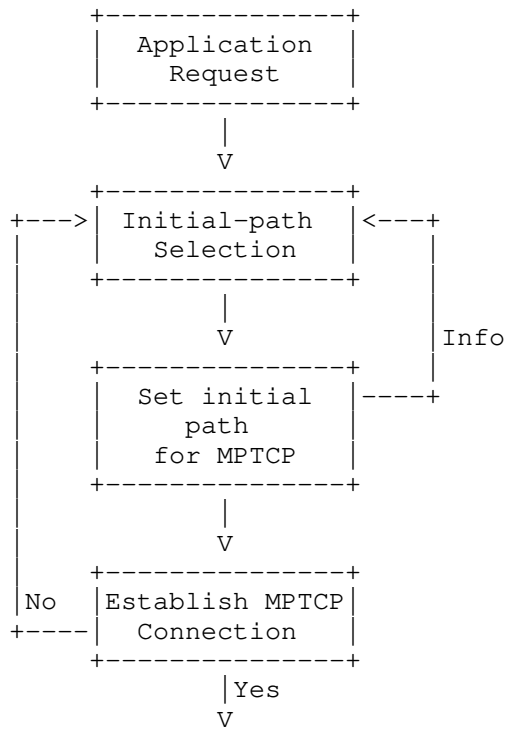 Application
Request
Initial-path
Selection
Info
Set initial
path
for MPTCP
No
Establish MPTCP
Connection
Yes